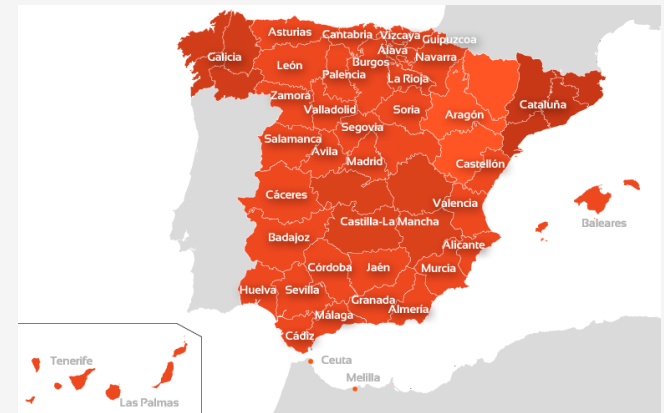 Asturias
Cantabria
Vizcaya
Guipuzcoa
Álava
Galicia
León
Burgos
Navarra
Palencia
La Rioja
Zamora
Valladolid
Soria
Aragón
Cataluña
Segovia
Salamanca
Ávila
Madrid
Castellón
Cáceres
Valencia
Castilla-La Mancha
Baleares
Badajoz
Alicante
Córdoba
Jaén
Murcia
Huelva
Sevilla
Granada
Almería
Málaga
Cádiz
Tenerife
Ceuta
Melilla
Las Palmas